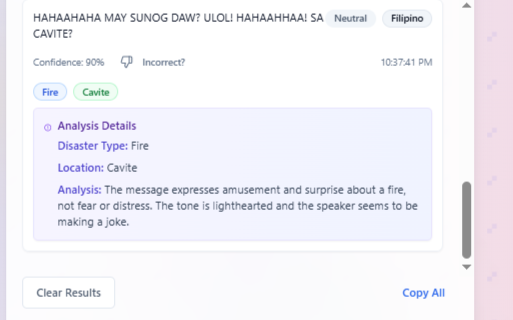 HAHAAHAHA MAY SUNOG DAW? ULOL! HAHAAHHAA! SA CAVITE?
Neutral
Filipino
Confidence: 90%
Incorrect?
10:37:41 PM
Fire
Cavite
Analysis Details
Disaster Type: Fire
Location: Cavite
Analysis: The message expresses amusement and surprise about a fire,
not fear or distress. The tone is lighthearted and the speaker seems to be
making a joke.
Clear Results
Copy All